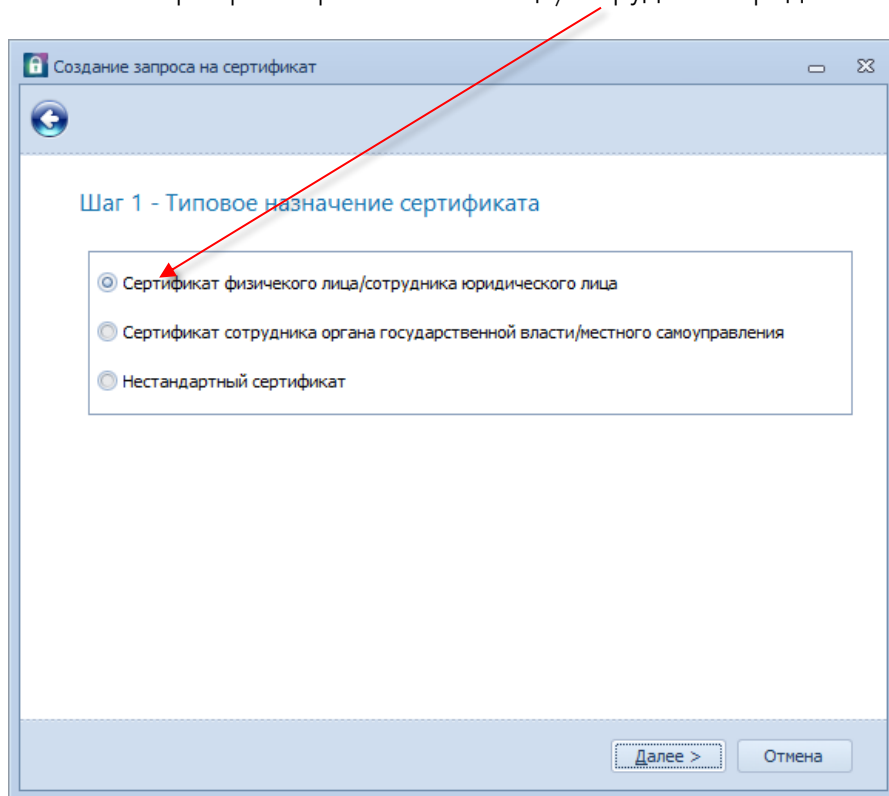 Создание запроса на сертификат
Шаг 1 - Типовое назначение сертификата
Сертификат физичекого лица/сотрудника юридического лица
Сертификат сотрудника органа государственной власти/местного самоуправления
Нестандартный сертификат
Далее >
Отмена